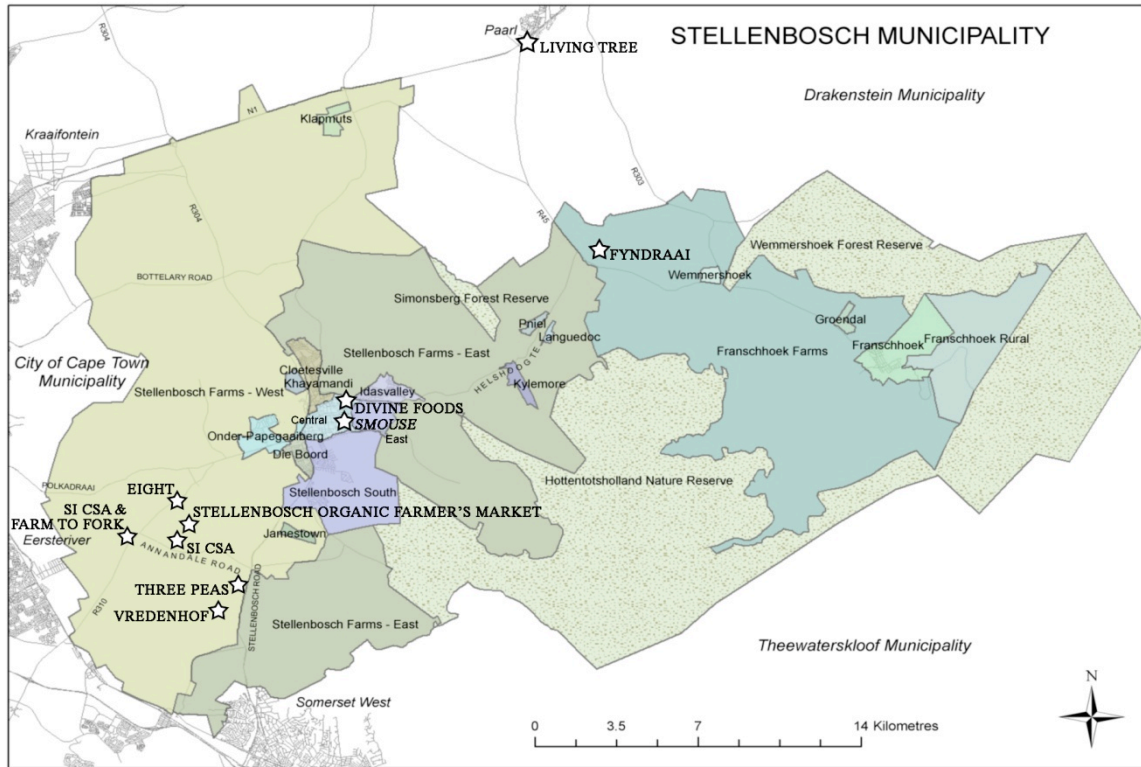 R304
Paarl
LIVING TREE
STELLENBOSCH MUNICIPALITY
Drakenstein Municipality
N1
Klapmuts
Kraaifontein
R303
R304
R45
FYNDRAAI
Wemmershoek Forest Reserve
BOTTELARY ROAD
Wemmershoek
Simonsberg Forest Reserve
Groendal
Pniel
Languedoc
Franschhoek
Franschhoek Rural
City of Cape Town
Municipality
Stellenbosch Farms - East
Franschhoek Farms
Cloetesville
Khayamandi
HELSHOOGTE
Kylemore
Stellenbosch Farms - West
Idasvalley
DIVINE FOODS
Central
SMOUSE
Onder-Papegaaiberg
East
Die Boord
Hottentotsholland Nature Reserve
POLKADRAAI
EIGHT
Stellenbosch South
SI CSA &
FARM TO FORK
STELLENBOSCH ORGANIC FARMER'S MARKET
Eersteriver
SI CSA
Jamestown
ANNANDALE ROAD
THREE PEAS
R310
VREDENHOF
STELLENBOSCH ROAD
Stellenbosch Farms - East
Theewaterskloof Municipality
Somerset West
N
0 3.5 7 14 Kilometres